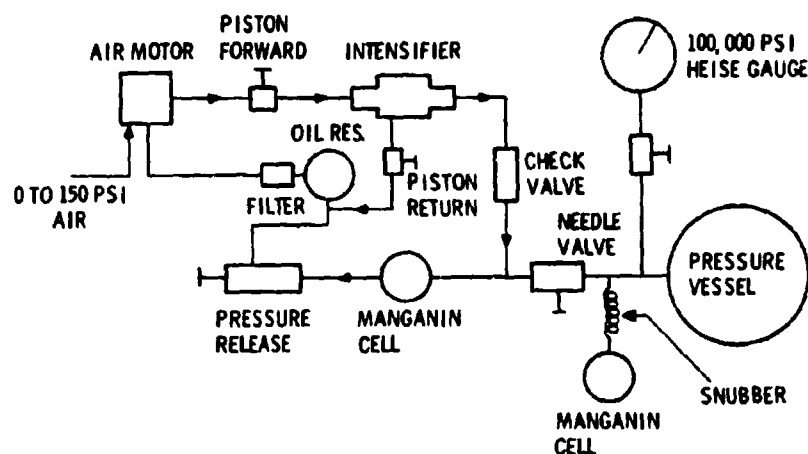 PISTON
FORWARD
AIR MOTOR
INTENSIFIER
100,000 PSI
HEISE GAUGE
OIL RES.
CHECK
VALVE
0 TO 150 PSI
AIR
FILTER
PISTON
RETURN
NEEDLE
VALVE
PRESSURE
VESSEL
PRESSURE
RELEASE
MANGANIN
CELL
SNUBBER
MANGANIN
CELL